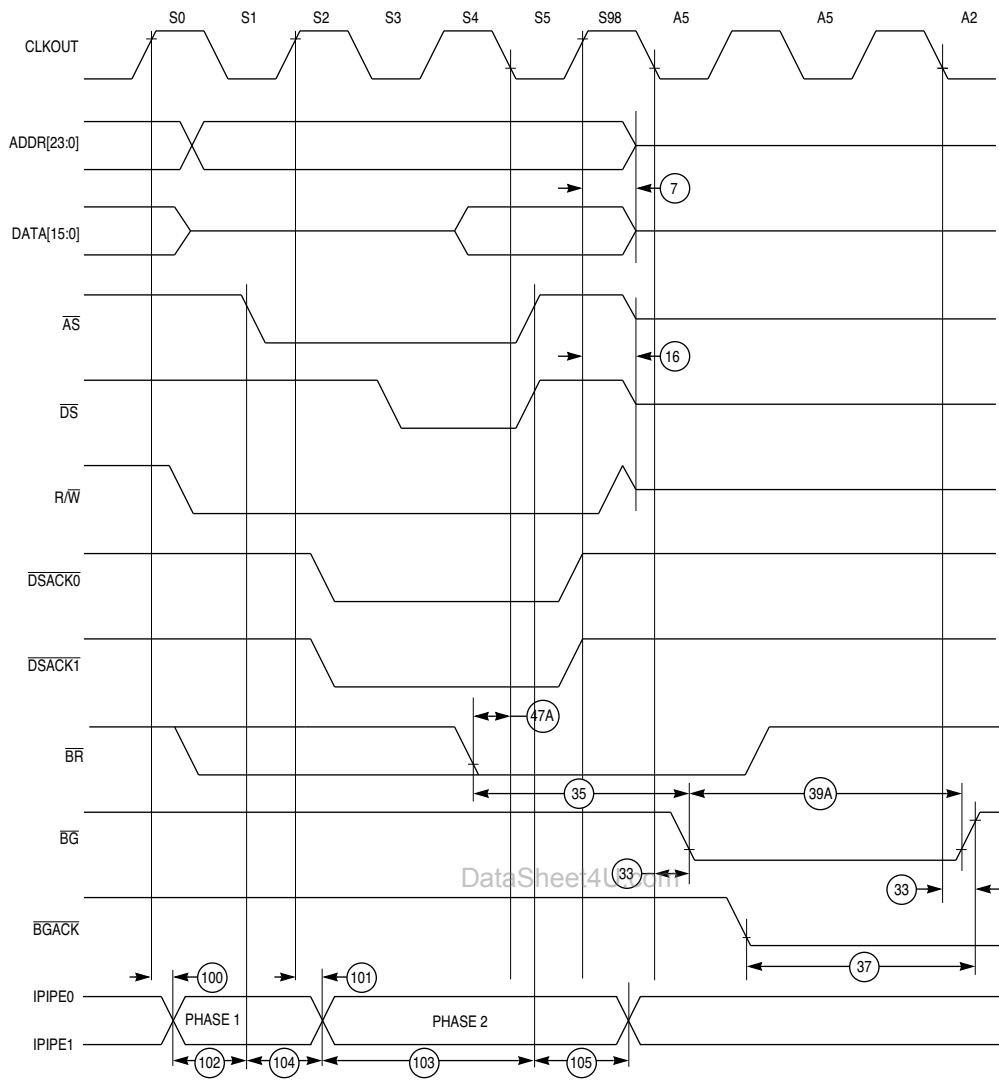 S0 S1 S2 S3 S4 S5 S98 A5 A5 A2
CLKOUT
ADDR[23:0]
7
DATA[15:0]
AS
16
DS
R/W
DSACK0
DSACK1
47A
BR
35 39A
BG
DataSheet4U.com
33 33
BGACK
37
100 101
IPIPE0
PHASE 1 PHASE 2
IPIPE1
102 104 103 105